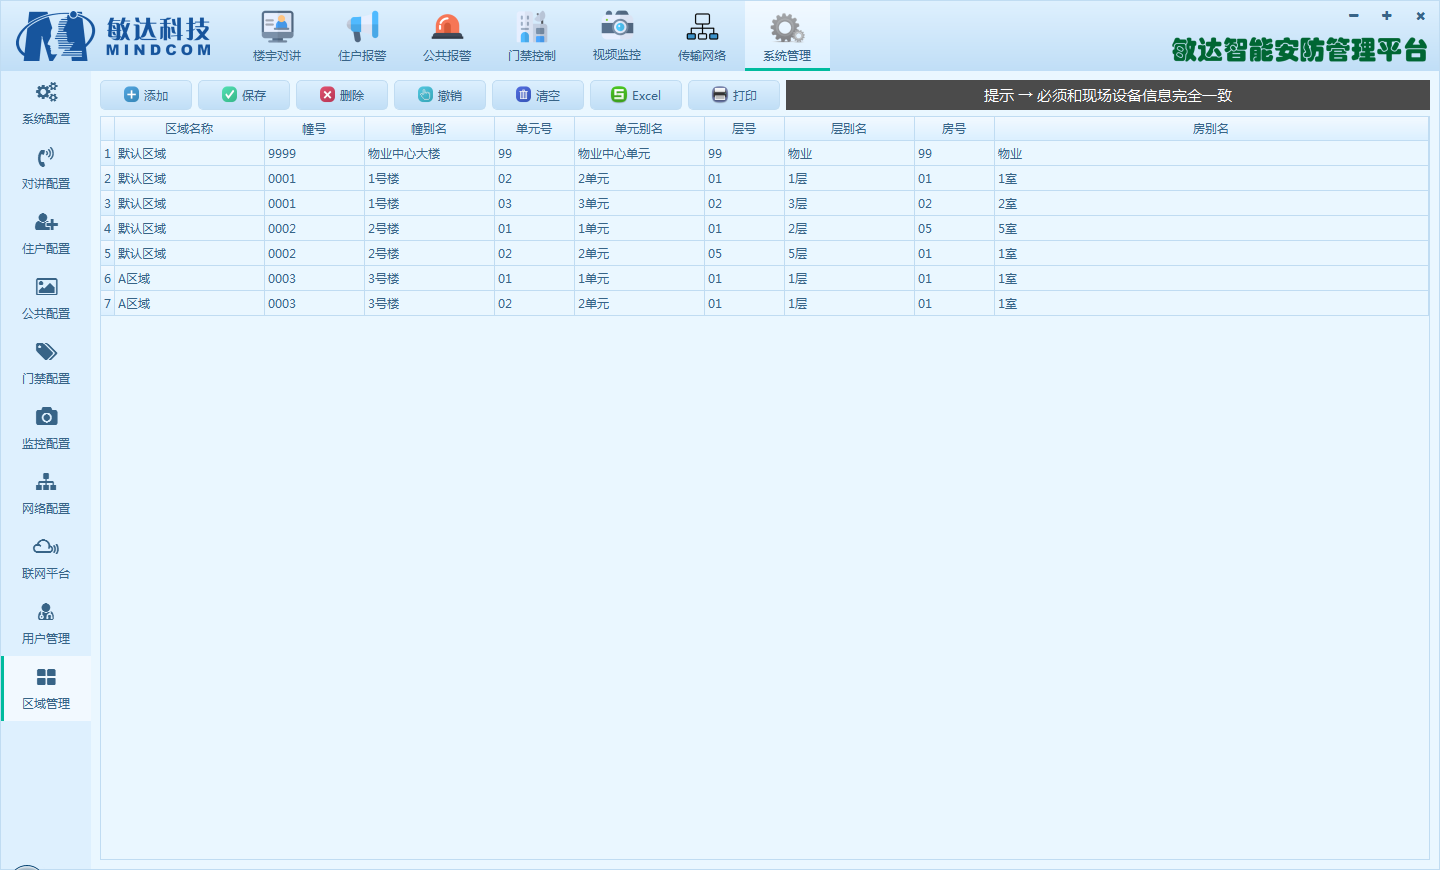 敏达科技
MINDCOM
楼宇对讲 住户报警 公共报警 门禁控制 视频监控 传输网络 系统管理
敏达智能安防管理平台
系统配置
对讲配置
住户配置
公共配置
门禁配置
监控配置
网络配置
联网平台
用户管理
区域管理
添加 保存 删除 撤销 清空 Excel 打印
提示 → 必须和现场设备信息完全一致
区域名称 幢号 幢别名 单元号 单元别名 层号 层别名 房号 房别名
1 默认区域 9999 物业中心大楼 99 物业中心单元 99 物业 99 物业
2 默认区域 0001 1号楼 02 2单元 01 1层 01 1室
3 默认区域 0001 1号楼 03 3单元 02 3层 02 2室
4 默认区域 0002 2号楼 01 1单元 01 2层 05 5室
5 默认区域 0002 2号楼 02 2单元 05 5层 01 1室
6 A区域 0003 3号楼 01 1单元 01 1层 01 1室
7 A区域 0003 3号楼 02 2单元 01 1层 01 1室